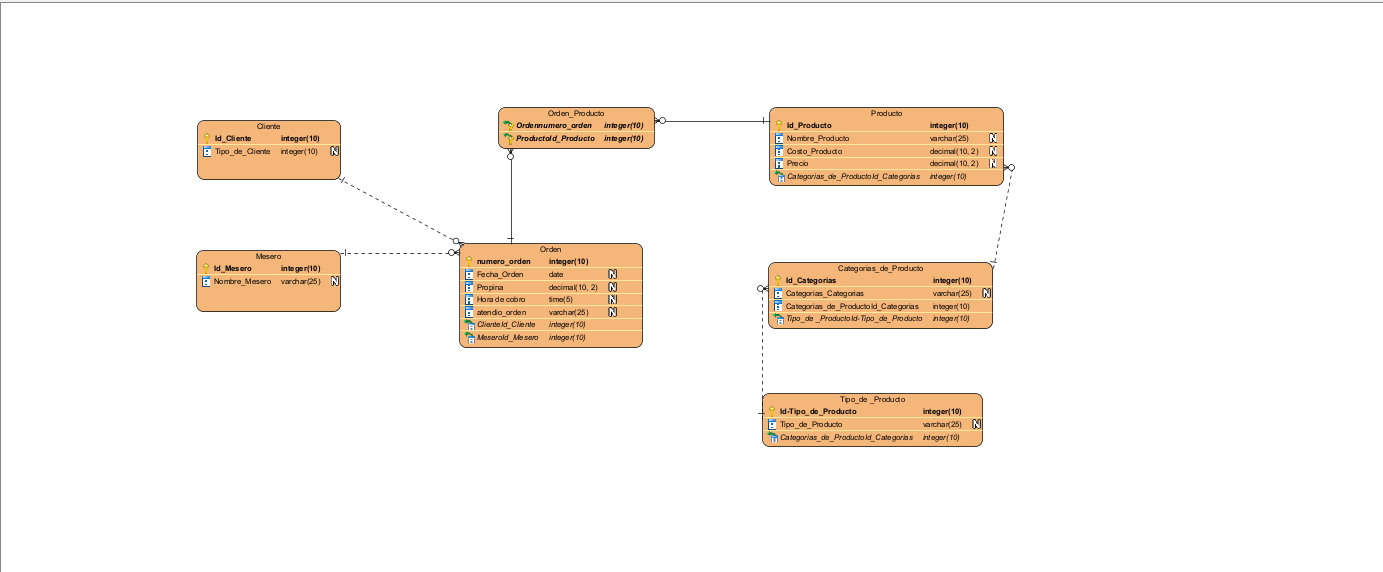 Cliente
Id_Cliente integer(10)
Tipo_de_Cliente integer(10) N
Mesero
Id_Mesero integer(10)
Nombre_Mesero varchar(25) N
Orden_Producto
Ordennumero_orden integer(10)
ProductoId_Producto integer(10)
Orden
numero_orden integer(10)
Fecha_Orden date N
Propina decimal(10, 2) N
Hora de cobro time(5) N
atendio_orden varchar(25) N
ClienteId_Cliente integer(10)
MeseroId_Mesero integer(10)
Producto
Id_Producto integer(10)
Nombre_Producto varchar(25) N
Costo_Producto decimal(10, 2) N
Precio decimal(10, 2) N
Categorias_de_ProductoId_Categorias integer(10)
Categorias_de_Producto
Id_Categorias integer(10)
Categorias_Categorias varchar(25) N
Categorias_de_ProductoId_Categorias integer(10)
Tipo_de _ProductoId-Tipo_de_Producto integer(10)
Tipo_de _Producto
Id-Tipo_de_Producto integer(10)
Tipo_de_Producto varchar(25) N
Categorias_de_ProductoId_Categorias integer(10)